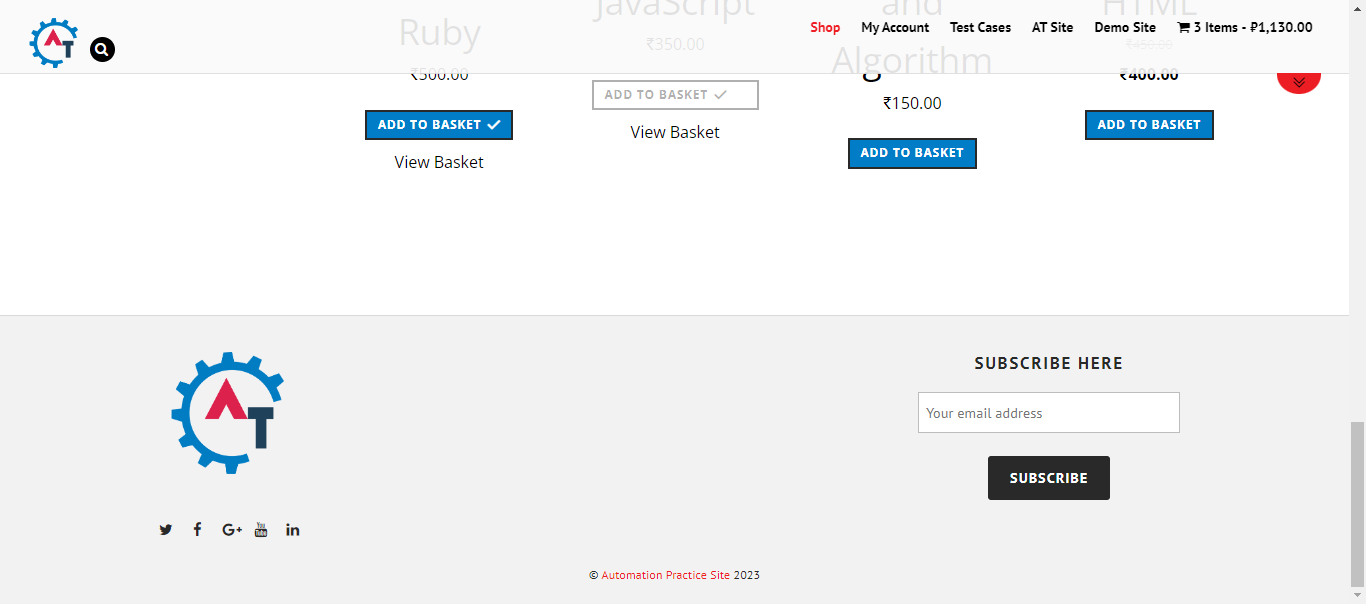 Shop My Account Test Cases AT Site Demo Site 3 Items - ₽1,130.00
Ruby
₹500.00
ADD TO BASKET
View Basket
JavaScript
₹350.00
ADD TO BASKET
View Basket
and
Algorithm
₹150.00
ADD TO BASKET
HTML
₹450.00
₹400.00
ADD TO BASKET
AT
SUBSCRIBE HERE
Your email address
SUBSCRIBE
© Automation Practice Site 2023